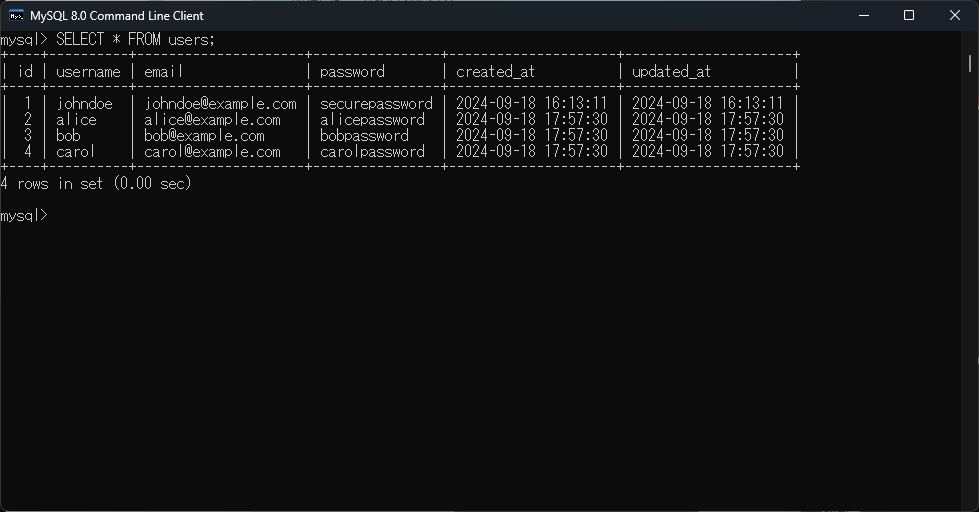 MySQL 8.0 Command Line Client
mysql> SELECT * FROM users;
+----+----------+---------------------+----------------+---------------------+---------------------+
| id | username | email               | password       | created_at          | updated_at          |
+----+----------+---------------------+----------------+---------------------+---------------------+
|  1 | johndoe  | johndoe@example.com | securepassword | 2024-09-18 16:13:11 | 2024-09-18 16:13:11 |
|  2 | alice    | alice@example.com   | alicepassword  | 2024-09-18 17:57:30 | 2024-09-18 17:57:30 |
|  3 | bob      | bob@example.com     | bobpassword    | 2024-09-18 17:57:30 | 2024-09-18 17:57:30 |
|  4 | carol    | carol@example.com   | carolpassword  | 2024-09-18 17:57:30 | 2024-09-18 17:57:30 |
+----+----------+---------------------+----------------+---------------------+---------------------+
4 rows in set (0.00 sec)
mysql>